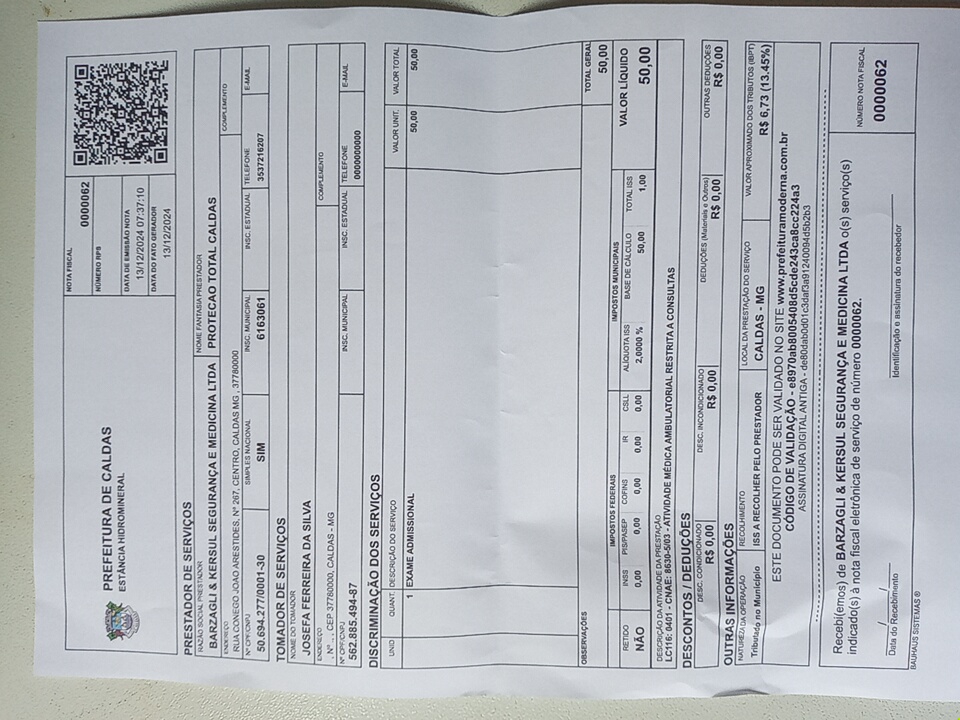 PREFEITURA DE CALDAS
ESTÂNCIA HIDROMINERAL
NOTA FISCAL
0000062
NÚMERO RPS
DATA DE EMISSÃO NOTA
13/12/2024 07:37:10
DATA DO FATO GERADOR
13/12/2024
PRESTADOR DE SERVIÇOS
RAZÃO SOCIAL PRESTADOR NOME FANTASIA PRESTADOR
BARZAGLI & KERSUL SEGURANÇA E MEDICINA LTDA PROTECAO TOTAL CALDAS
ENDEREÇO COMPLEMENTO
RUA CONEGO JOAO ARESTIDES, Nº 267, CENTRO, CALDAS MG , 37780000
Nº CPF/CNPJ SIMPLES NACIONAL INSC. MUNICIPAL INSC. ESTADUAL TELEFONE E-MAIL
50.694.277/0001-30 SIM 6163061 3537216207
TOMADOR DE SERVIÇOS
NOME DO TOMADOR
JOSEFA FERREIRA DA SILVA
ENDEREÇO COMPLEMENTO
, Nº ., , CEP 37780000, CALDAS - MG
Nº CPF/CNPJ INSC. MUNICIPAL INSC. ESTADUAL TELEFONE E-MAIL
562.885.494-87 0000000000
DISCRIMINAÇÃO DOS SERVIÇOS
UNID QUANT. DESCRIÇÃO DO SERVIÇO VALOR UNIT. VALOR TOTAL
1 EXAME ADMISSIONAL 50,00 50,00
OBSERVAÇÕES TOTAL GERAL
50,00
IMPOSTOS FEDERAIS IMPOSTOS MUNICIPAIS
RETIDO INSS PIS/PASEP COFINS IR CSLL ALÍQUOTA ISS BASE DE CÁLCULO TOTAL ISS VALOR LÍQUIDO
NÃO 0,00 0,00 0,00 0,00 0,00 2,0000 % 50,00 1,00 50,00
DESCRIÇÃO DA ATIVIDADE DA PRESTAÇÃO
LC116: 0401 - CNAE: 8630-5/03 - ATIVIDADE MÉDICA AMBULATORIAL RESTRITA A CONSULTAS
DESCONTOS / DEDUÇÕES
DESC. CONDICIONADO DESC. INCONDICIONADO DEDUÇÕES (Materiais e Outros) OUTRAS DEDUÇÕES
R$ 0,00 R$ 0,00 R$ 0,00 R$ 0,00
OUTRAS INFORMAÇÕES
NATUREZA DA OPERAÇÃO RECOLHIMENTO LOCAL DA PRESTAÇÃO DO SERVIÇO VALOR APROXIMADO DOS TRIBUTOS (IBPT)
Tributado no Município ISS A RECOLHER PELO PRESTADOR CALDAS - MG R$ 6,73 (13.45%)
ESTE DOCUMENTO PODE SER VALIDADO NO SITE www.prefeituramoderna.com.br
CÓDIGO DE VALIDAÇÃO - e8970ab8005408d5cde243ca8cc224a3
ASSINATURA DIGITAL ANTIGA - de80dab0d01c3daf3a91240094d5b2b3
Recebi(emos) de BARZAGLI & KERSUL SEGURANÇA E MEDICINA LTDA o(s) serviço(s)
indicado(s) à nota fiscal eletrônica de serviço de número 0000062.
____/____/____
Data do Recebimento Identificação e assinatura do recebedor
NÚMERO NOTA FISCAL
0000062
BAUHAUS SISTEMAS ®